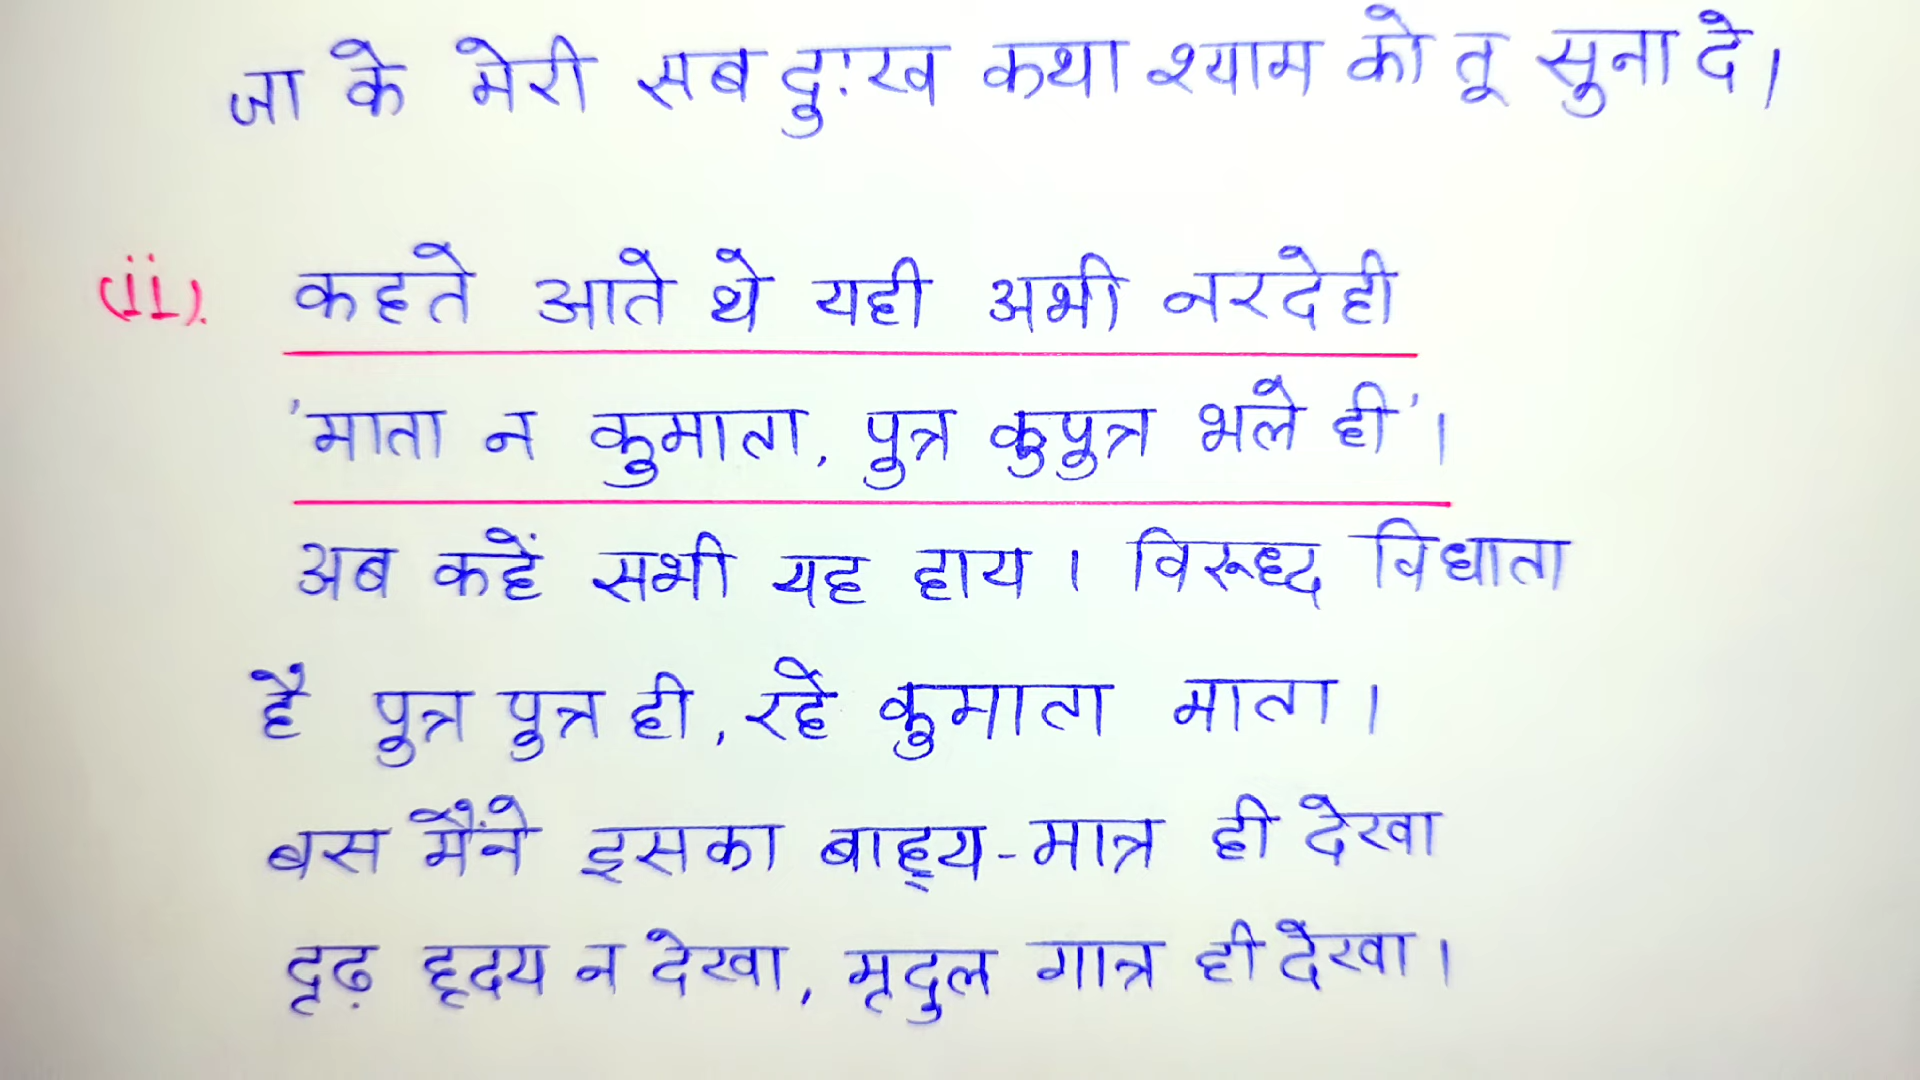 जा के मेरी सब दु:ख कथा श्याम को तू सुना दे।
(ii). कहते आते थे यही अभी नरदेही
'माता न कुमाता, पुत्र कुपुत्र भले ही'।
अब कहें सभी यह हाय। विरूध्द विधाता
है पुत्र पुत्र ही, रहे कुमाता माता।
बस मैंने इसका बाह्य-मात्र ही देखा
दृढ़ हृदय न देखा, मृदुल गात्र ही देखा।